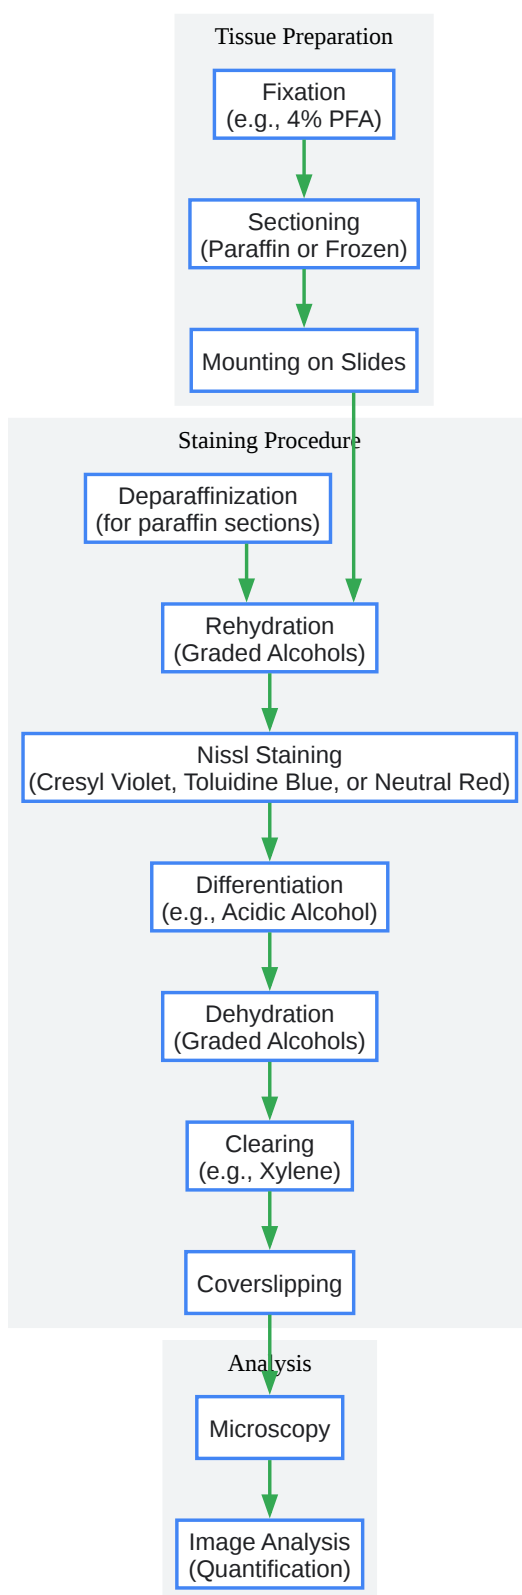 Tissue Preparation
Fixation
(e.g., 4% PFA)
Sectioning
(Paraffin or Frozen)
Mounting on Slides
Staining Procedure
Deparaffinization
(for paraffin sections)
Rehydration
(Graded Alcohols)
Nissl Staining
(Cresyl Violet, Toluidine Blue, or Neutral Red)
Differentiation
(e.g., Acidic Alcohol)
Dehydration
(Graded Alcohols)
Clearing
(e.g., Xylene)
Coverslipping
Analysis
Microscopy
Image Analysis
(Quantification)